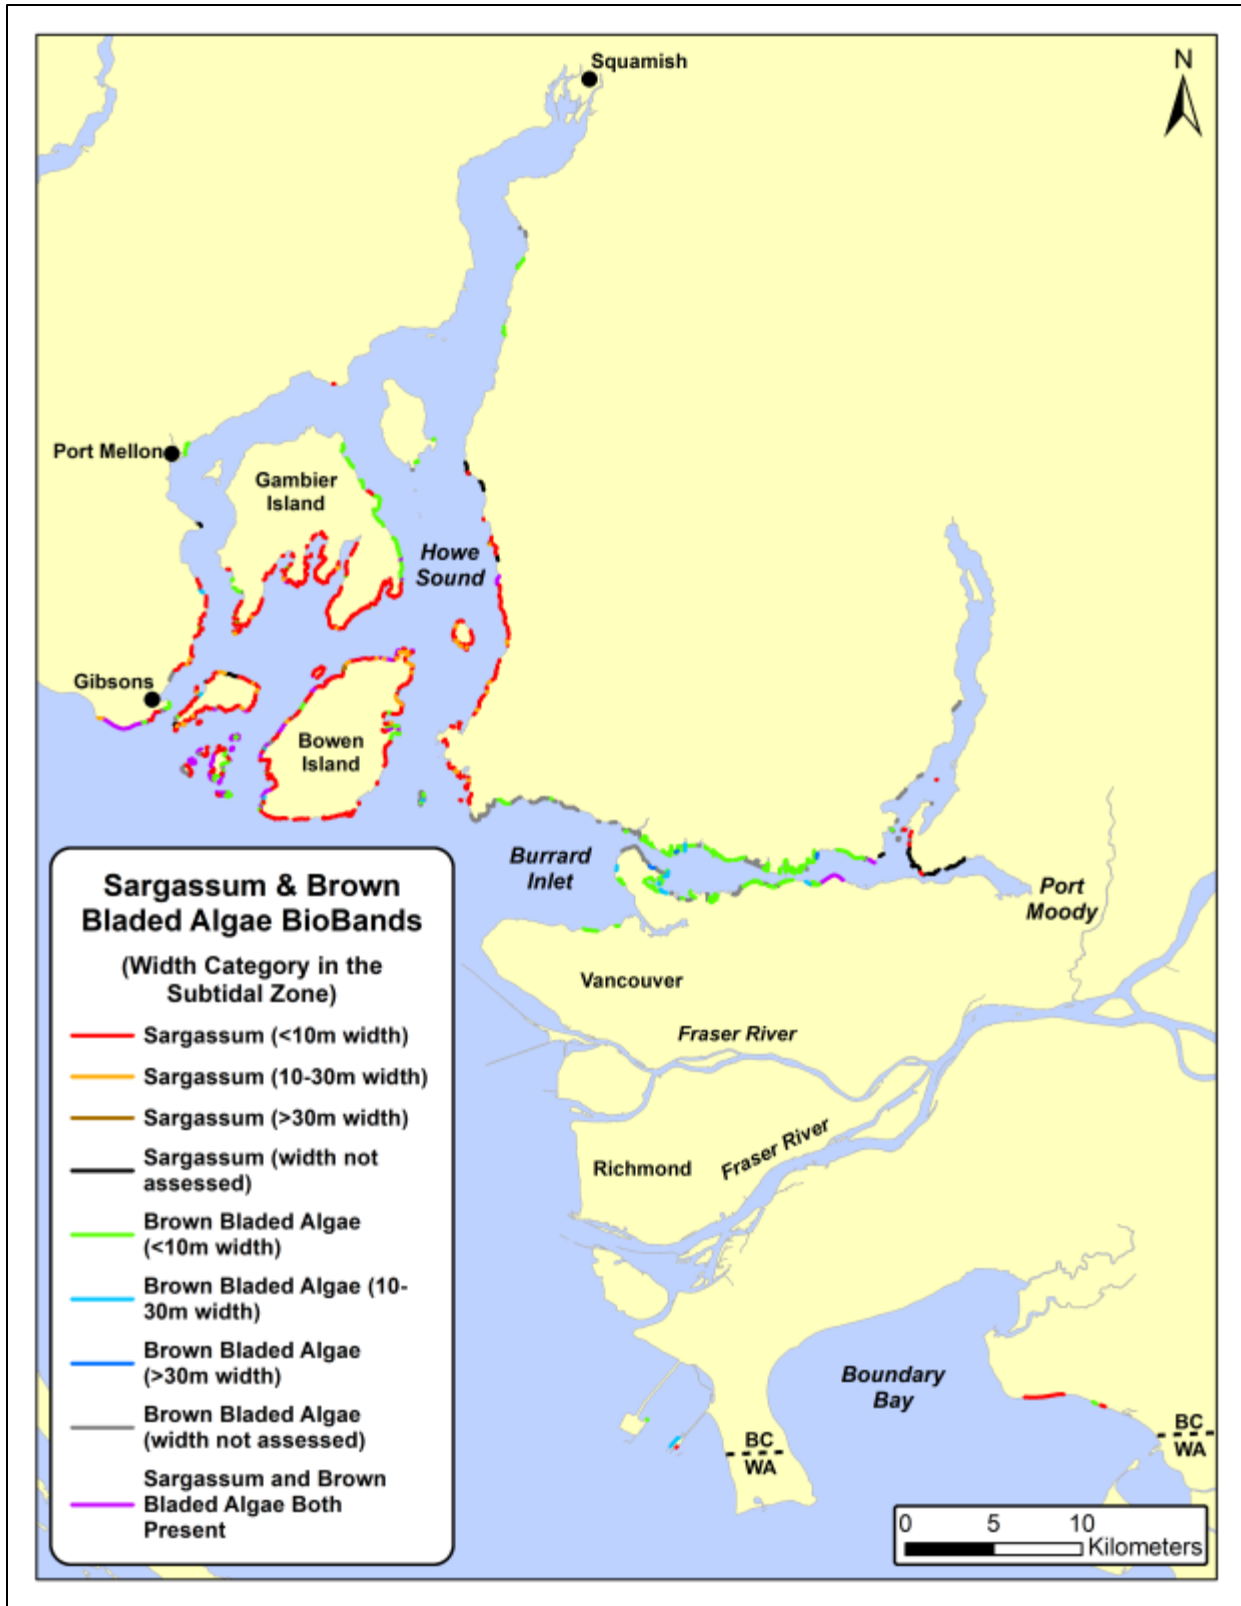 Squamish
N
Port Mellon
Gambier
Island
Howe
Sound
Gibsons
Bowen
Island
Burrard
Inlet
Port
Moody
Vancouver
Fraser River
Fraser River
Richmond
Boundary
Bay
BC
WA
BC
WA
Sargassum & Brown
Bladed Algae BioBands
(Width Category in the
Subtidal Zone)
Sargassum (<10m width)
Sargassum (10-30m width)
Sargassum (>30m width)
Sargassum (width not
assessed)
Brown Bladed Algae
(<10m width)
Brown Bladed Algae (10-
30m width)
Brown Bladed Algae
(>30m width)
Brown Bladed Algae
(width not assessed)
Sargassum and Brown
Bladed Algae Both
Present
0 5 10
Kilometers